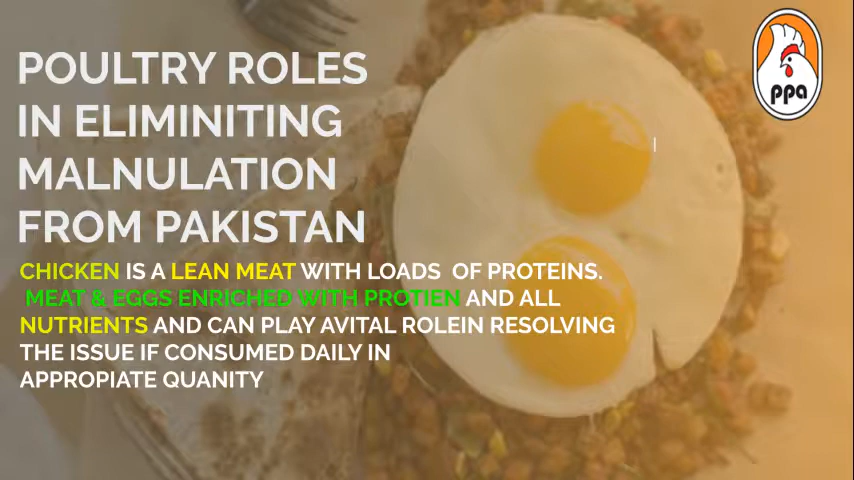 POULTRY ROLES
IN ELIMINITING
MALNULATION
FROM PAKISTAN
CHICKEN IS A LEAN MEAT WITH LOADS OF PROTEINS.
MEAT & EGGS ENRICHED WITH PROTIEN AND ALL
NUTRIENTS AND CAN PLAY AVITAL ROLEIN RESOLVING
THE ISSUE IF CONSUMED DAILY IN
APPROPIATE QUANITY
ppa